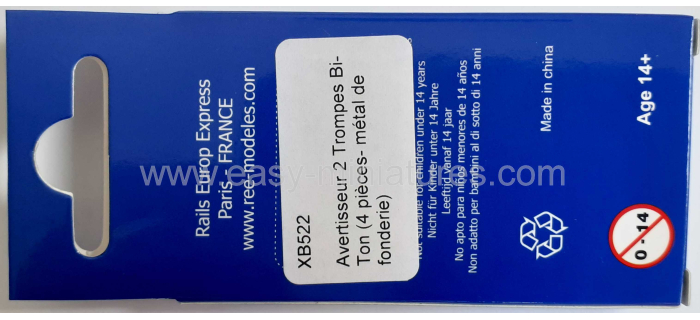 Rails Europ Express
Paris - FRANCE
www.ree-modeles.com
XB522
Avertisseur 2 Trompes Bi-
Ton (4 pièces- métal de
fonderie)
Not suitable for children under 14 years
Nicht für Kinder unter 14 Jahre
Leeftijd vanaf 14 jaar
No apto para niños menores de 14 años
Non adatto per bambini al di sotto di 14 anni
Made in china
Age 14+
0 - 14
www.easy-miniatures.com